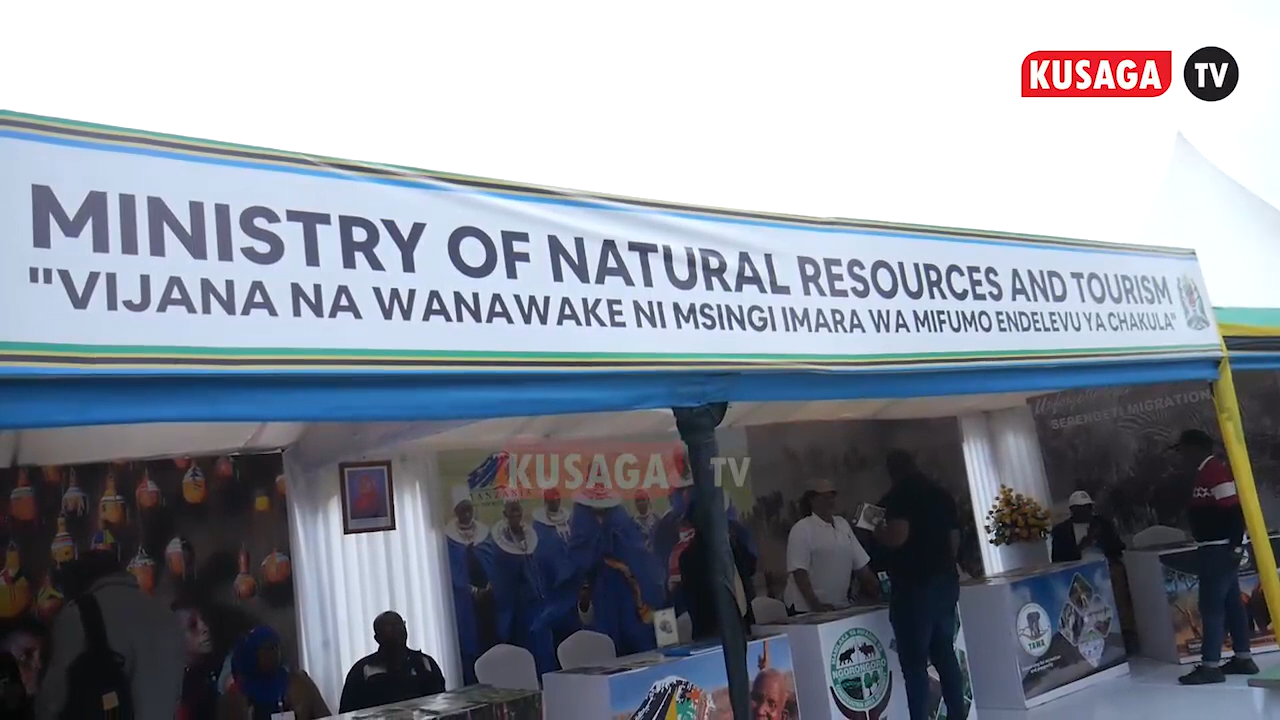 KUSAGA TV
MINISTRY OF NATURAL RESOURCES AND TOURISM
"VIJANA NA WANAWAKE NI MSINGI IMARA WA MIFUMO ENDELEVU YA CHAKULA"
SERENGETI MIGRATION
KUSAGA TV
TANZANIA
NGORONGORO
TAWA